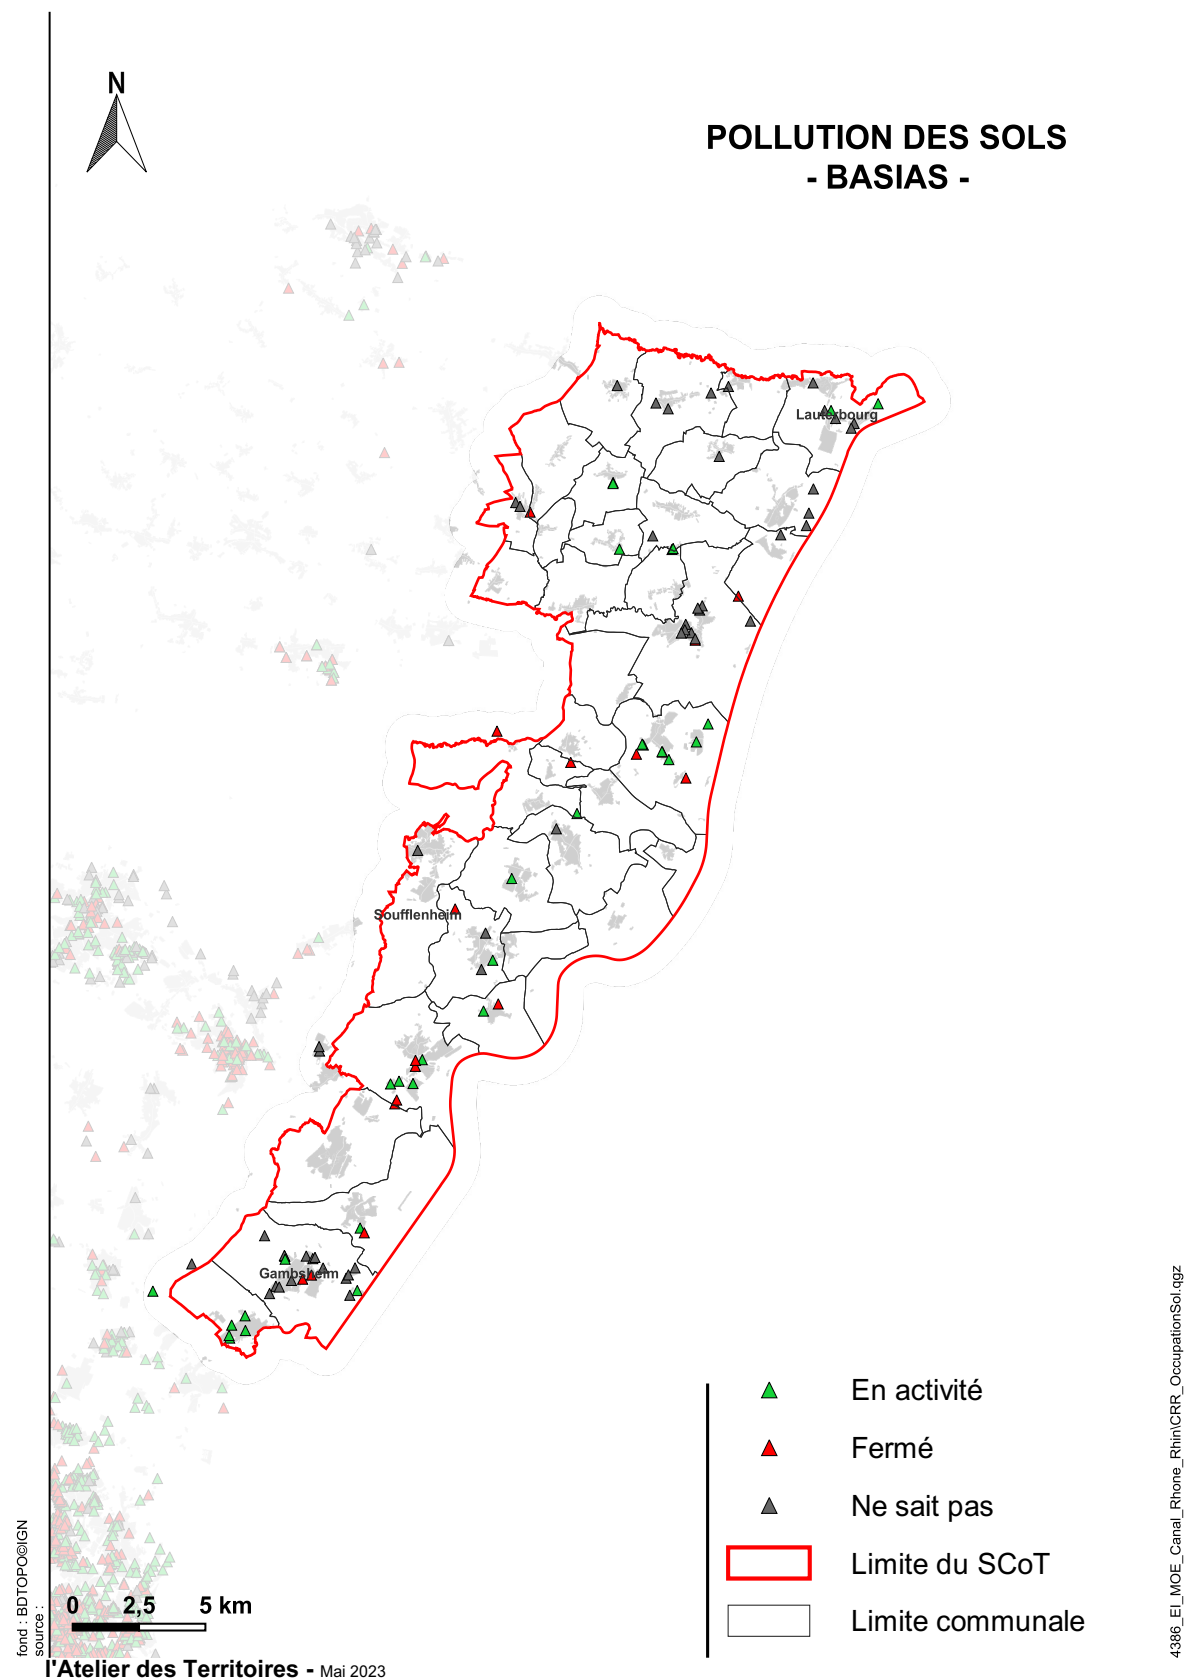 N
POLLUTION DES SOLS
- BASIAS -
Lauterbourg
Soufflenheim
Gambsheim
En activité
Fermé
Ne sait pas
Limite du SCoT
Limite communale
0 2,5 5 km
fond : BDTOPO©IGN
source :
l'Atelier des Territoires - Mai 2023
4386_EI_MOE_Canal_Rhone_Rhin\CRR_OccupationSol.qgz